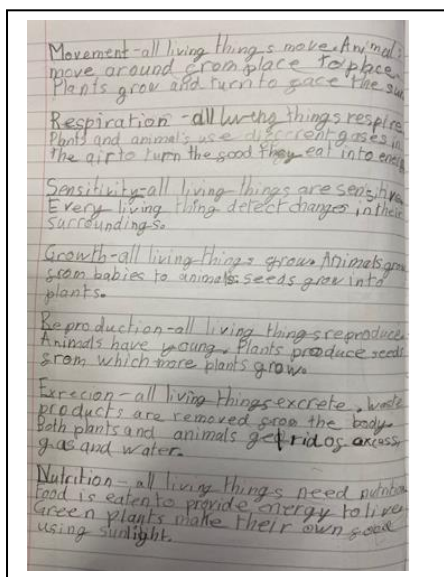 Movement-all living things move. Animal
move around from place to place.
Plants grow and turn to face the sun.
Respiration-all living things respire.
Plants and animals use different gases in
the air to turn the food they eat into energy
Sensitivity-all living things are sensitive.
Every living thing detect changes in their
surroundings.
Growth-all living things grow. Animals grow
from babies to animals. seeds grow into
plants.
Reproduction-all living things reproduce.
Animals have young. Plants produce seeds
from which more plants grow.
Exrecion-all living things excrete. waste
products are removed from the body.
Both plants and animals get rid of excess
gas and water.
Nutrition-all living things need nutrition
Food is eaten to provide energy to live.
Green plants make their own food
using sunlight.